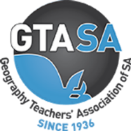 GTASA
Geography Teachers' Association of SA
SINCE 1936